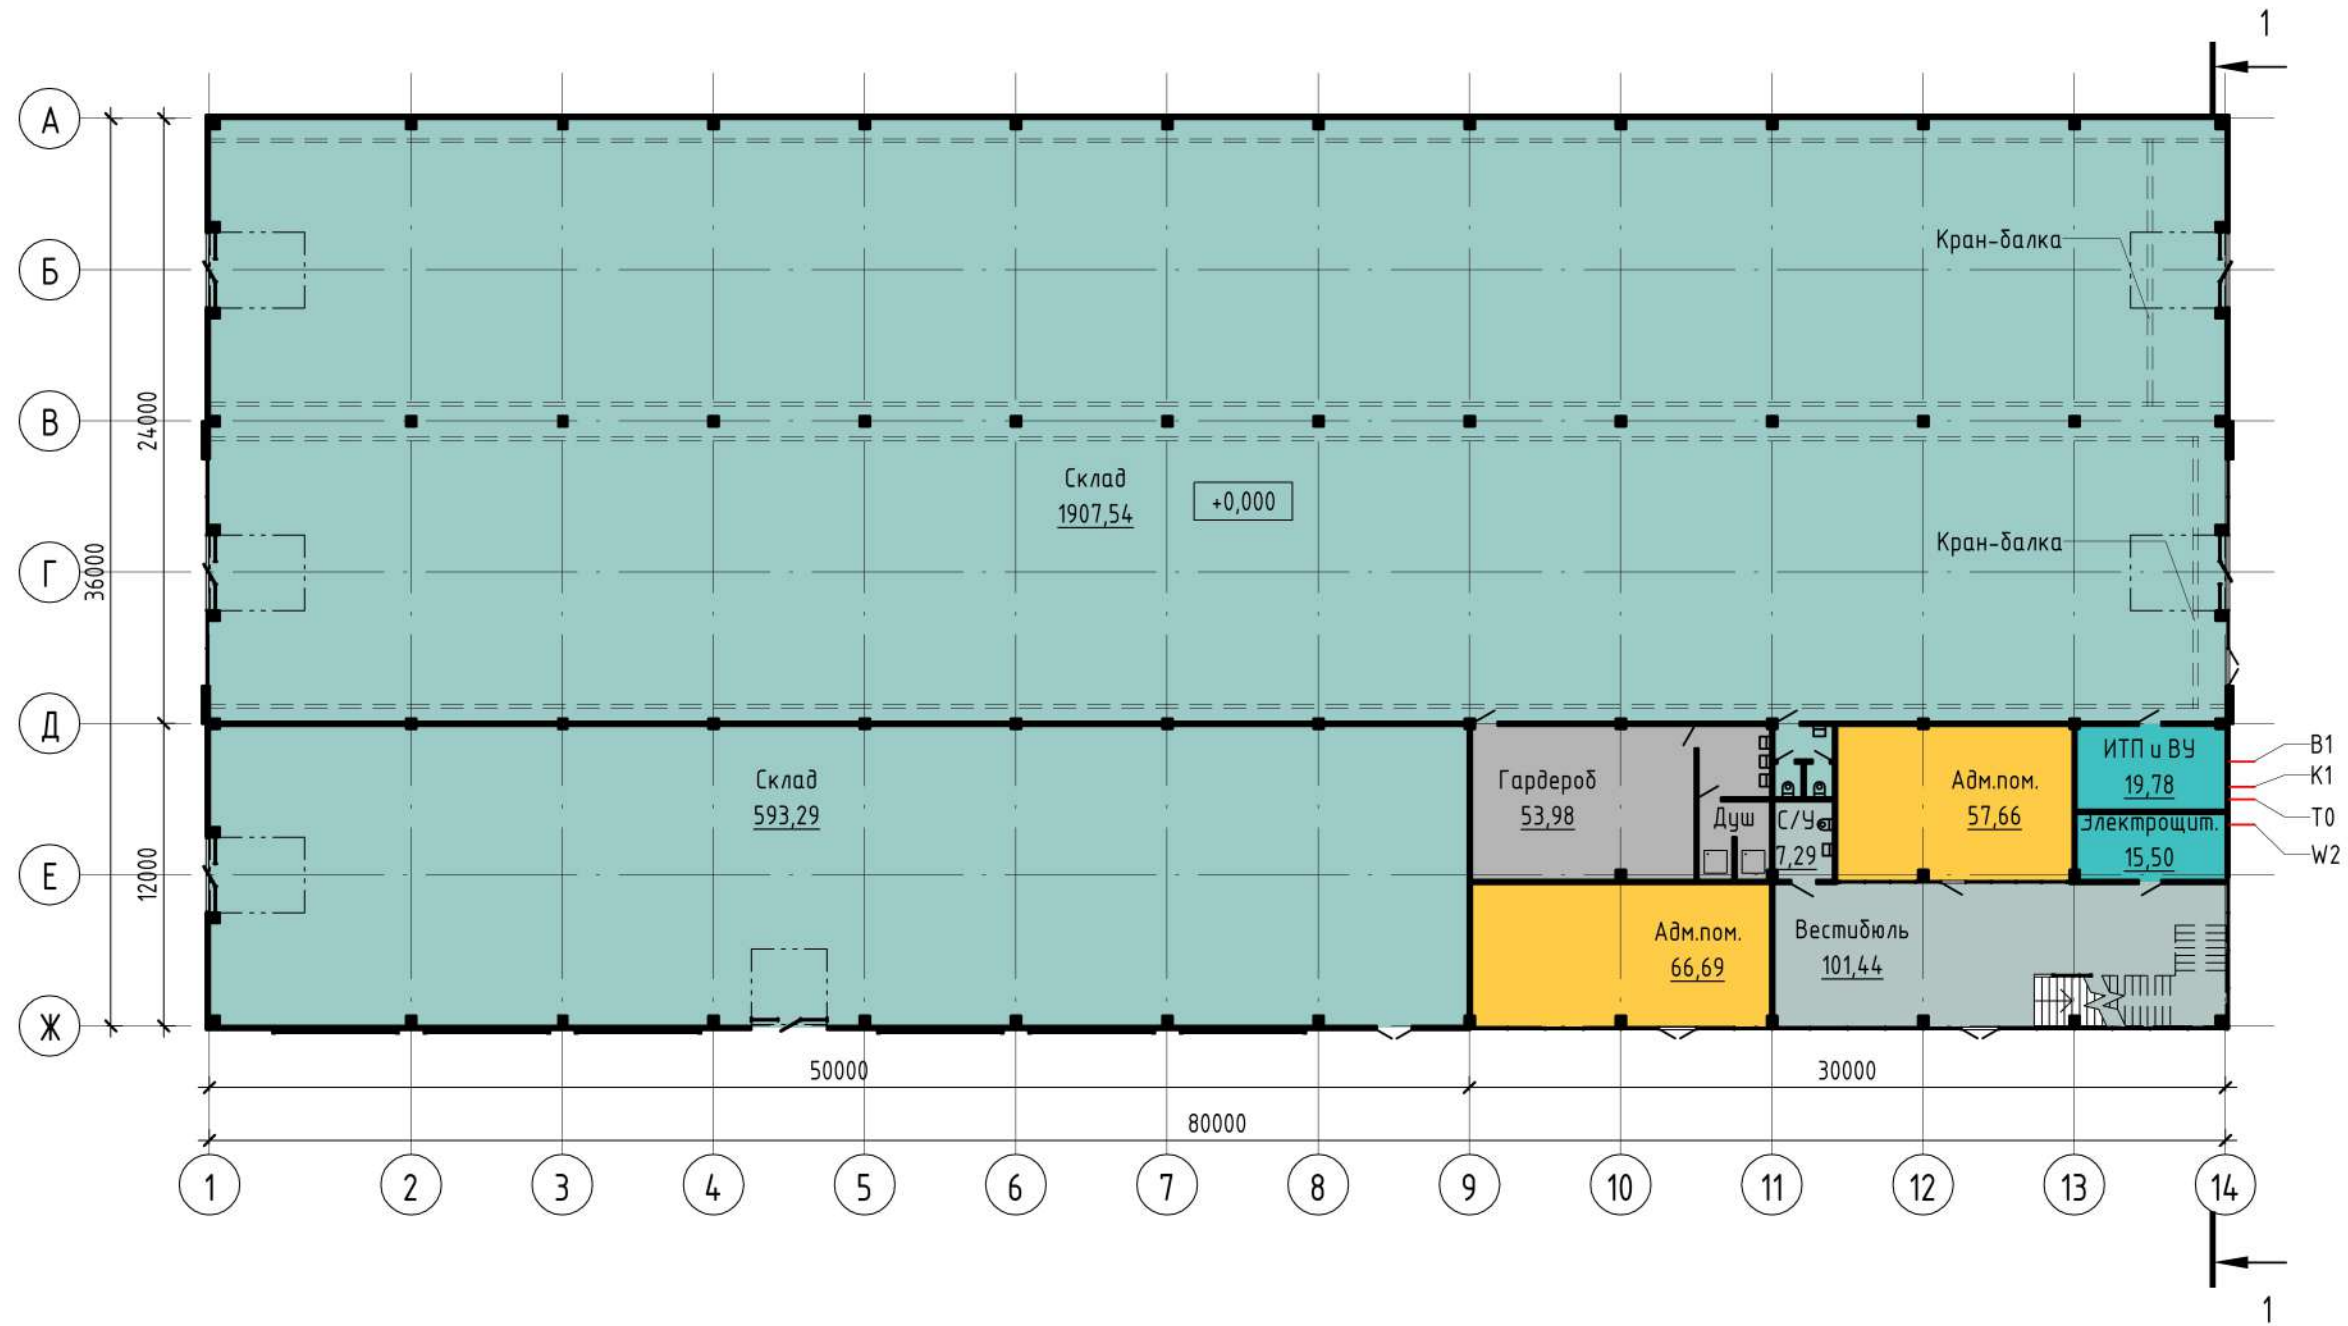 1
А
Б
В
Г
Д
Е
Ж
24000
36000
12000
Кран-балка
Склад
1907,54
+0,000
Кран-балка
Склад
593,29
Гардероб
53,98
Душ
С/У
7,29
Адм.пом.
57,66
ИТП и ВУ
19,78
Электрощит.
15,50
В1
К1
Т0
W2
Адм.пом.
66,69
Вестибюль
101,44
50000
30000
80000
1 2 3 4 5 6 7 8 9 10 11 12 13 14
1